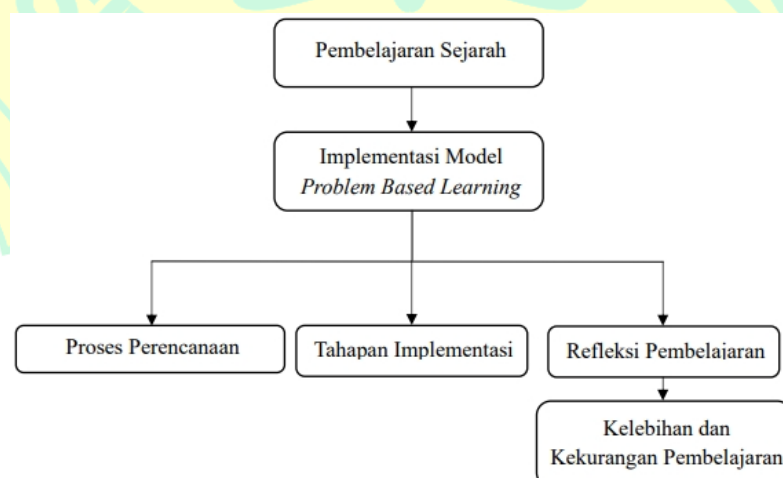 Pembelajaran Sejarah
Implementasi Model
Problem Based Learning
Proses Perencanaan
Tahapan Implementasi
Refleksi Pembelajaran
Kelebihan dan
Kekurangan Pembelajaran